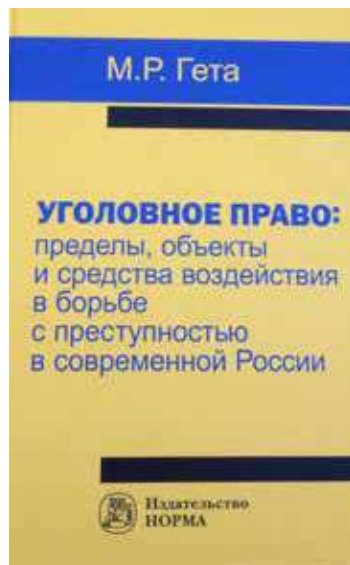 М.Р. Гета
УГОЛОВНОЕ ПРАВО:
пределы, объекты
и средства воздействия
в борьбе
с преступностью
в современной России
Издательство
НОРМА